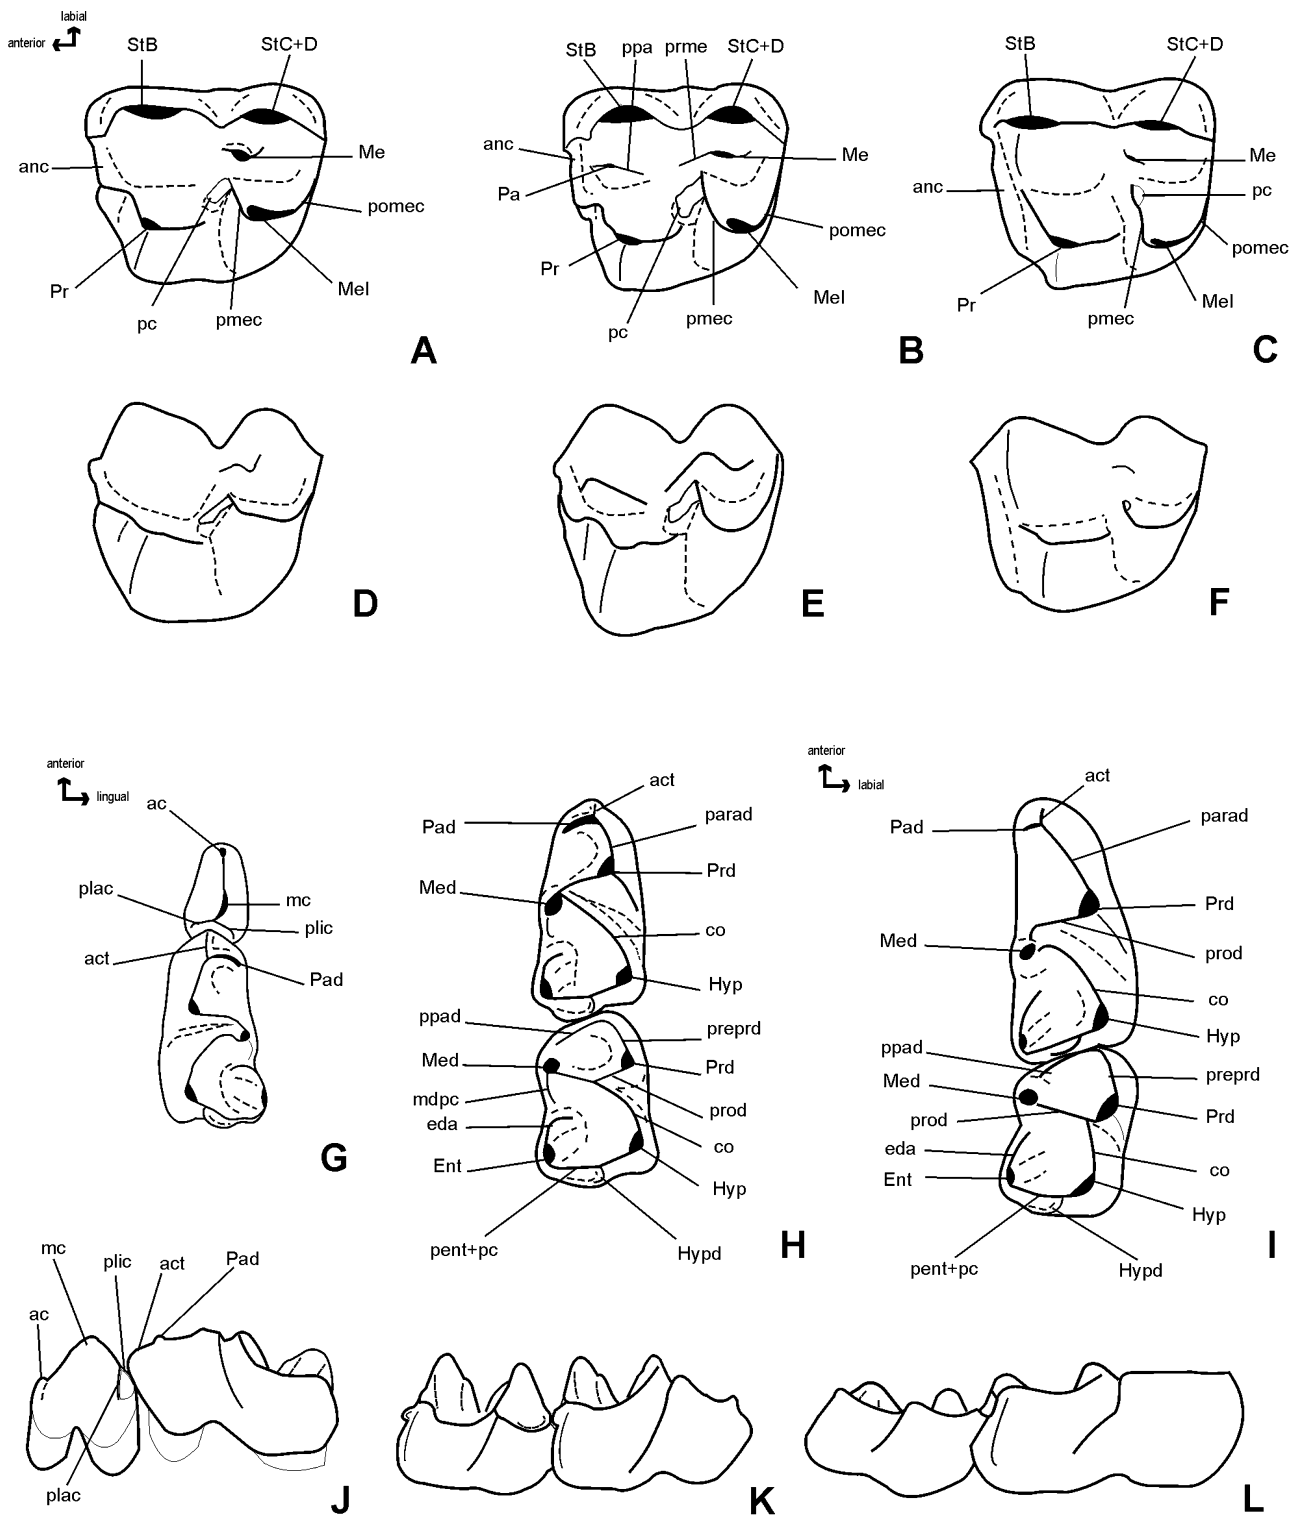 labial
anterior
StB
StC+D
anc
Me
pomec
Pr
pc
pmec
Mel
A
StB
ppa
prme
StC+D
anc
Me
Pa
pomec
Pr
Mel
pc
pmec
B
StB
StC+D
Me
anc
pc
pomec
Pr
pmec
Mel
C
D
E
F
anterior
lingual
ac
plac
mc
plic
act
Pad
G
act
Pad
parad
Prd
Med
co
Hyp
ppad
preprd
Med
Prd
mdpc
prod
eda
co
Ent
Hyp
pent+pc
Hypd
H
anterior
labial
act
Pad
parad
Prd
Med
prod
co
Hyp
ppad
preprd
Med
Prd
prod
eda
co
Ent
Hyp
pent+pc
Hypd
I
mc
plic
act
Pad
ac
plac
J
K
L